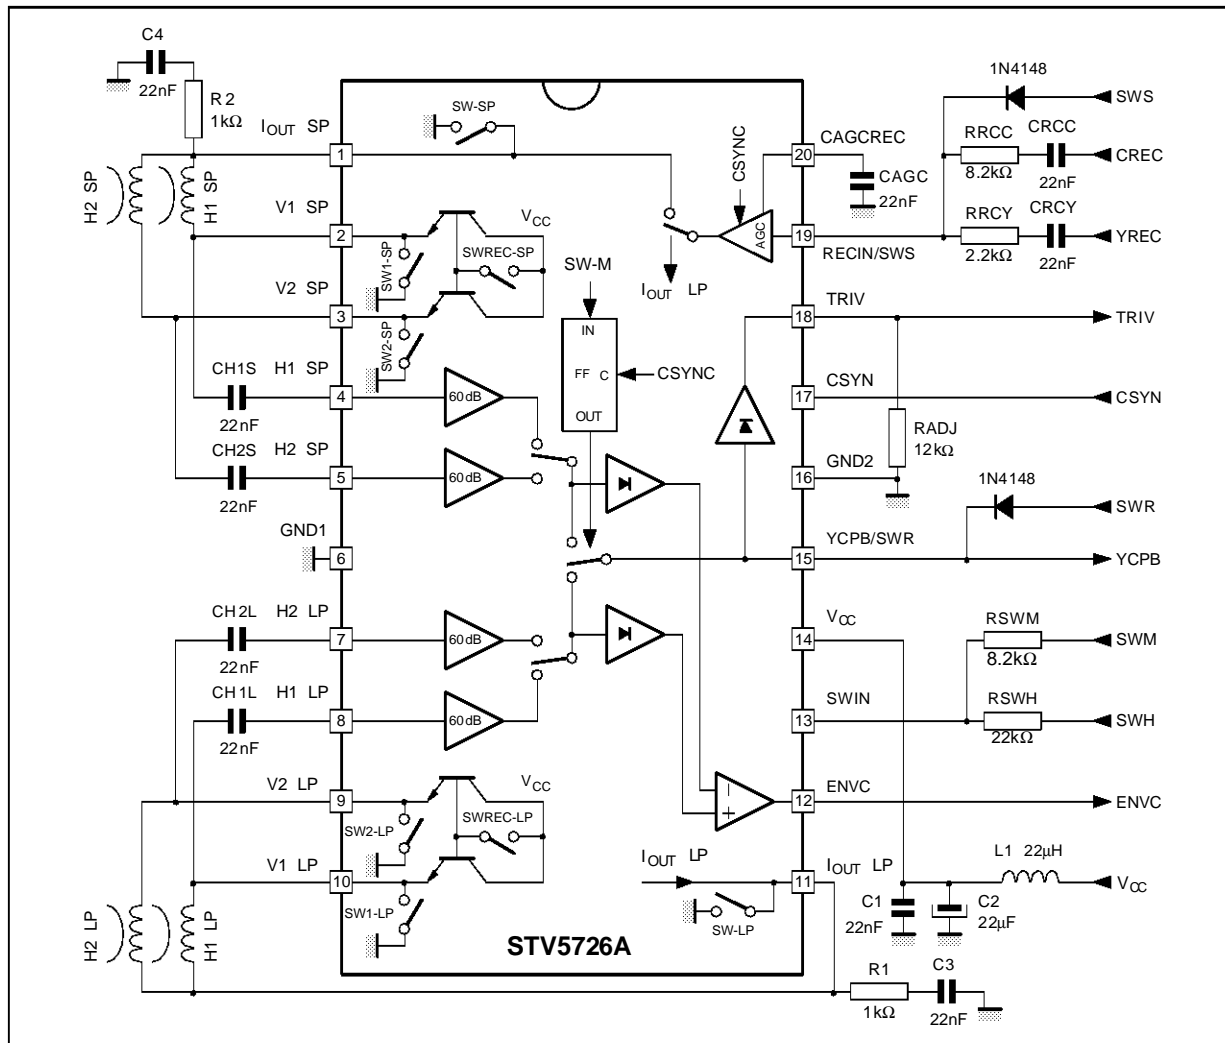 C4
22nF
R2
1kΩ
IOUT SP
SW-SP
1
H2 SP
H1 SP
V1 SP
2
VCC
SW1-SP
SWREC-SP
V2 SP
3
SW2-SP
CH1S
H1 SP
22nF
4
60dB
CH2S
H2 SP
22nF
5
60dB
GND1
6
CH2L
H2 LP
22nF
7
60dB
CH1L
H1 LP
22nF
8
60dB
V2 LP
9
VCC
SW2-LP
SWREC-LP
V1 LP
10
SW1-LP
H2 LP
H1 LP
STV5726A
CSYNC
AGC
IOUT LP
SW-M
IN
FF
C
OUT
CSYNC
−
+
IOUT LP
SW-LP
1N4148
SWS
20
CAGCREC
CAGC
22nF
RRCC
8.2kΩ
CRCC
22nF
CREC
19
RECIN/SWS
RRCY
2.2kΩ
CRCY
22nF
YREC
18
TRIV
TRIV
17
CSYN
CSYN
RADJ
12kΩ
16
GND2
1N4148
SWR
15
YCPB/SWR
YCPB
14
VCC
RSWM
8.2kΩ
SWM
13
SWIN
RSWH
22kΩ
SWH
12
ENVC
ENVC
11
IOUT LP
L1 22μH
VCC
C1
22nF
C2
22μF
R1
1kΩ
C3
22nF